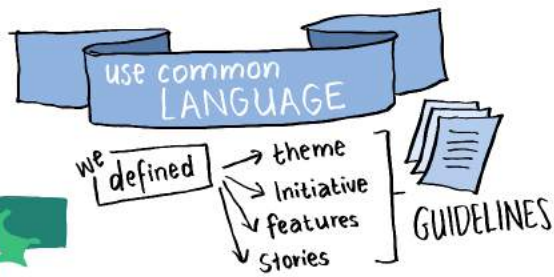 use common
LANGUAGE
we defined
theme
Initiative
features
Stories
GUIDELINES